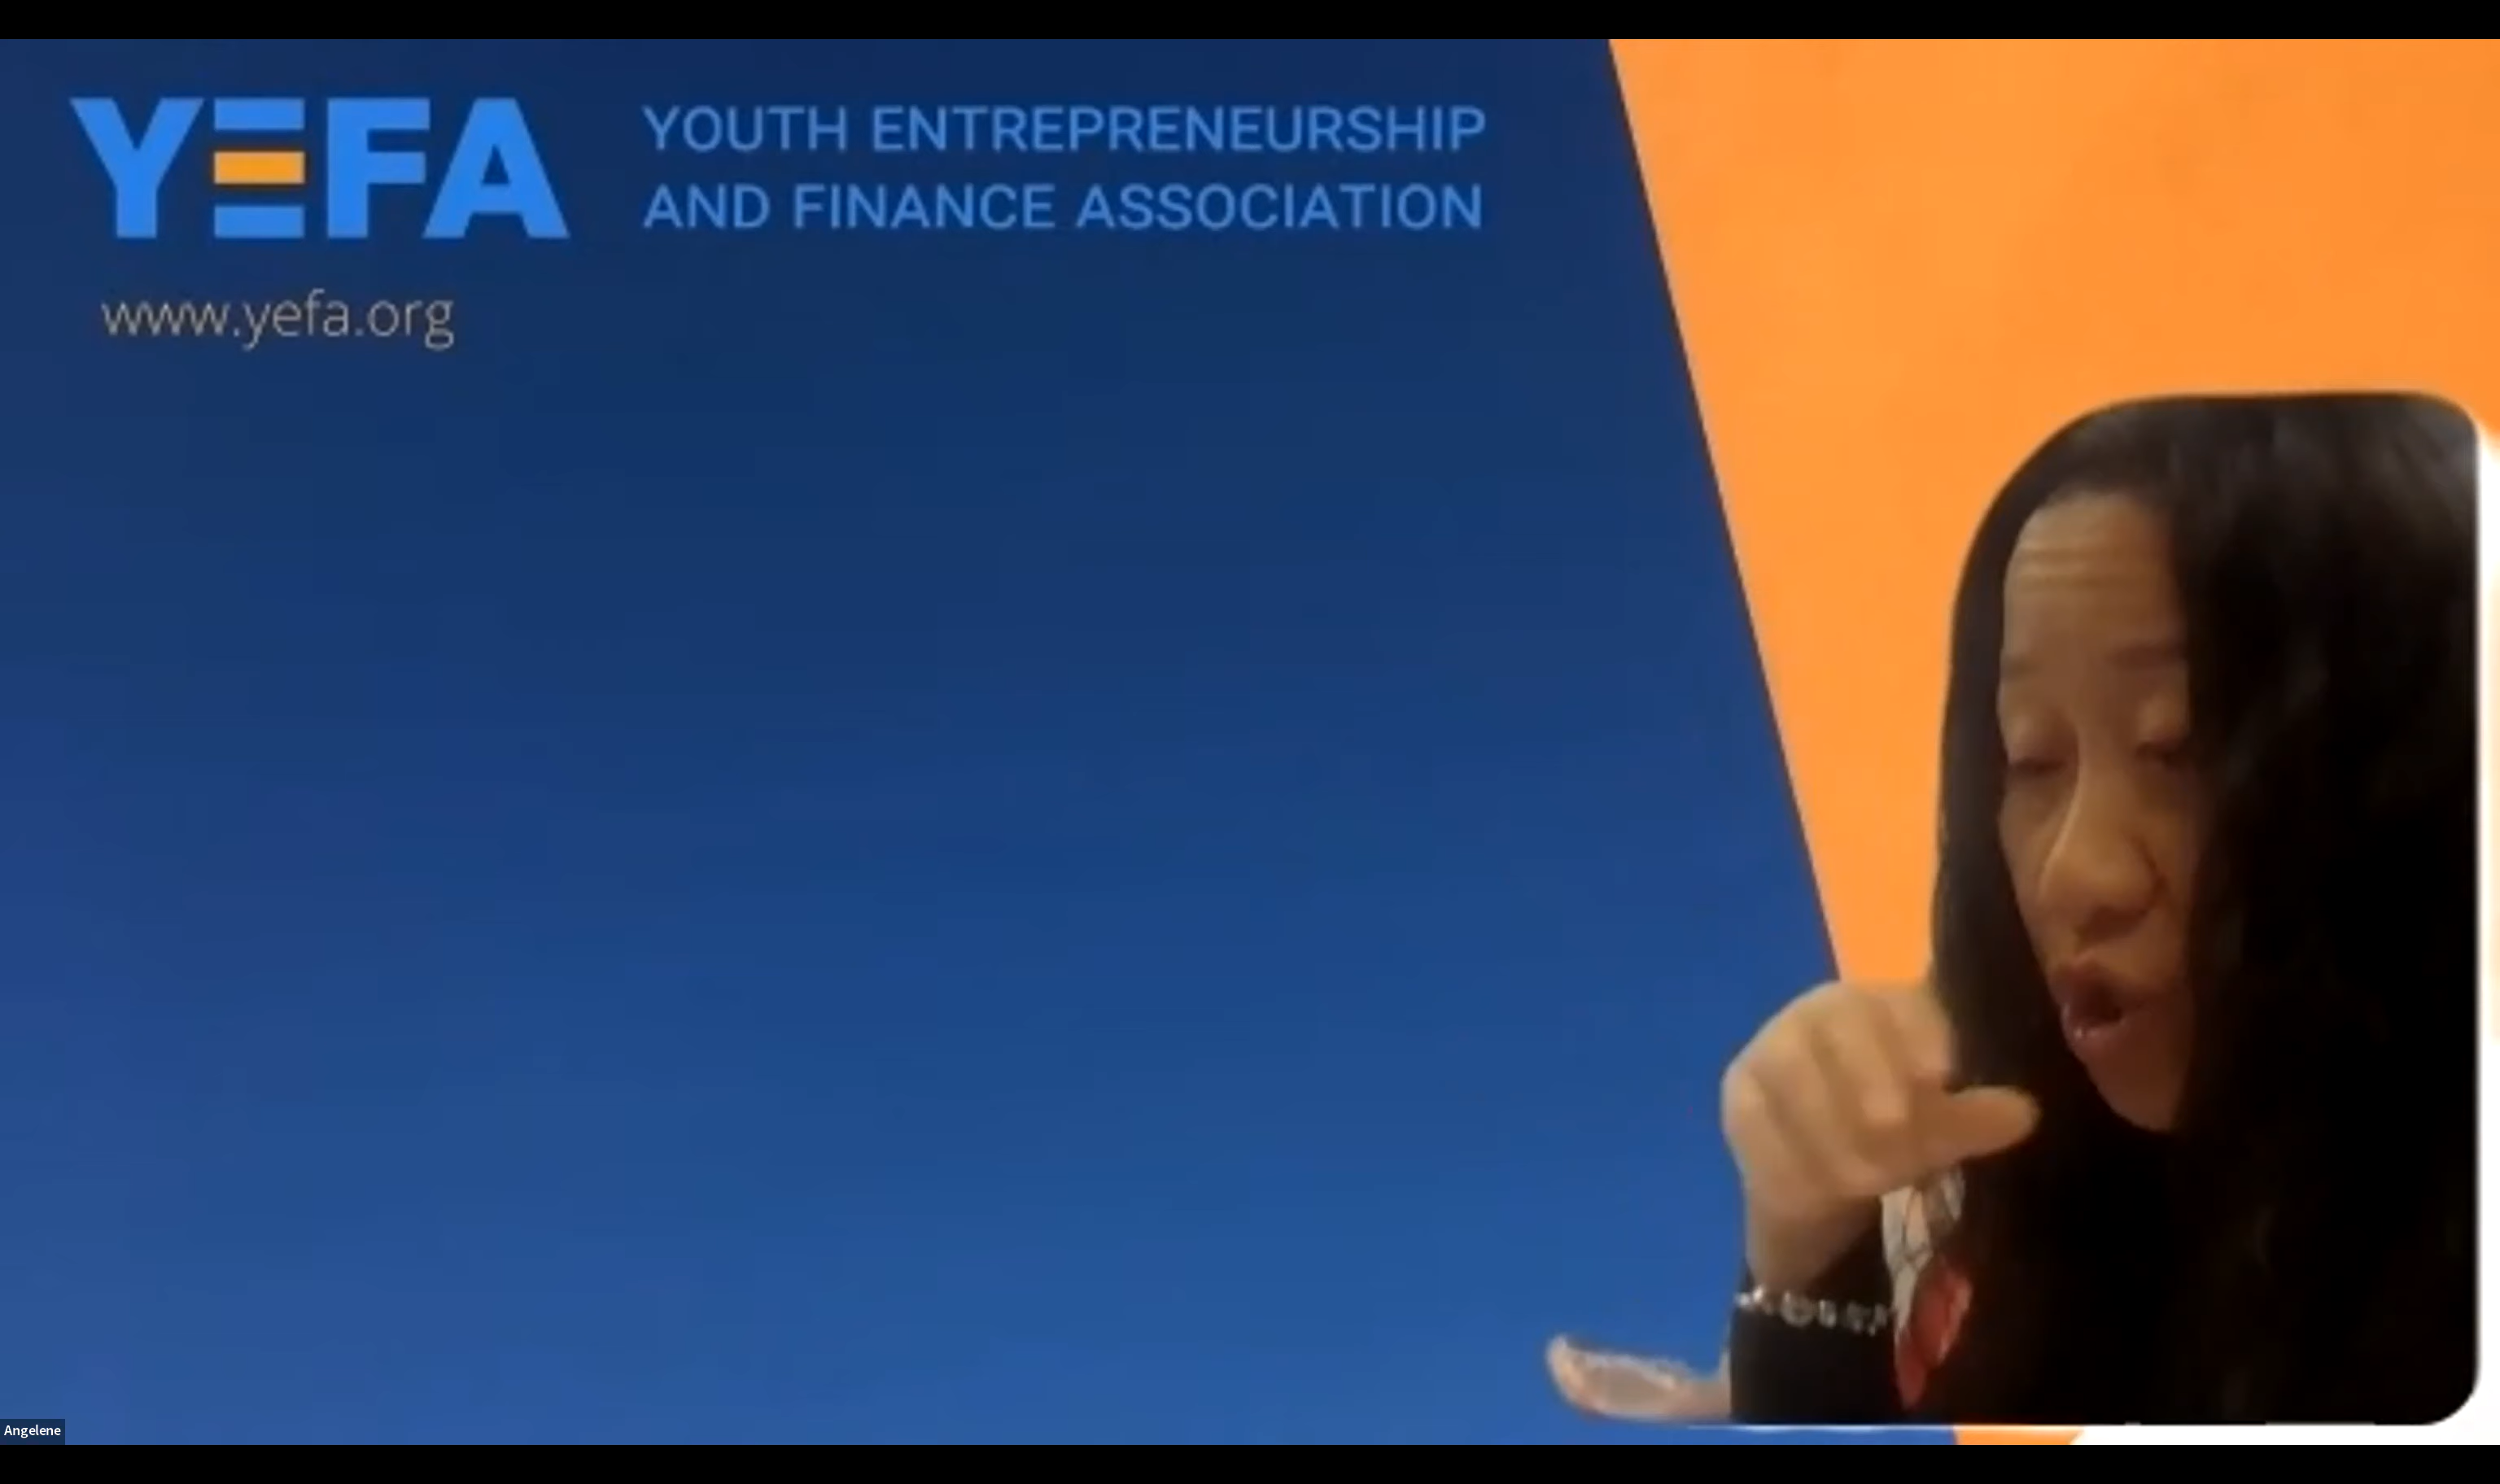 YEFA
YOUTH ENTREPRENEURSHIP
AND FINANCE ASSOCIATION
www.yefa.org
Angelene